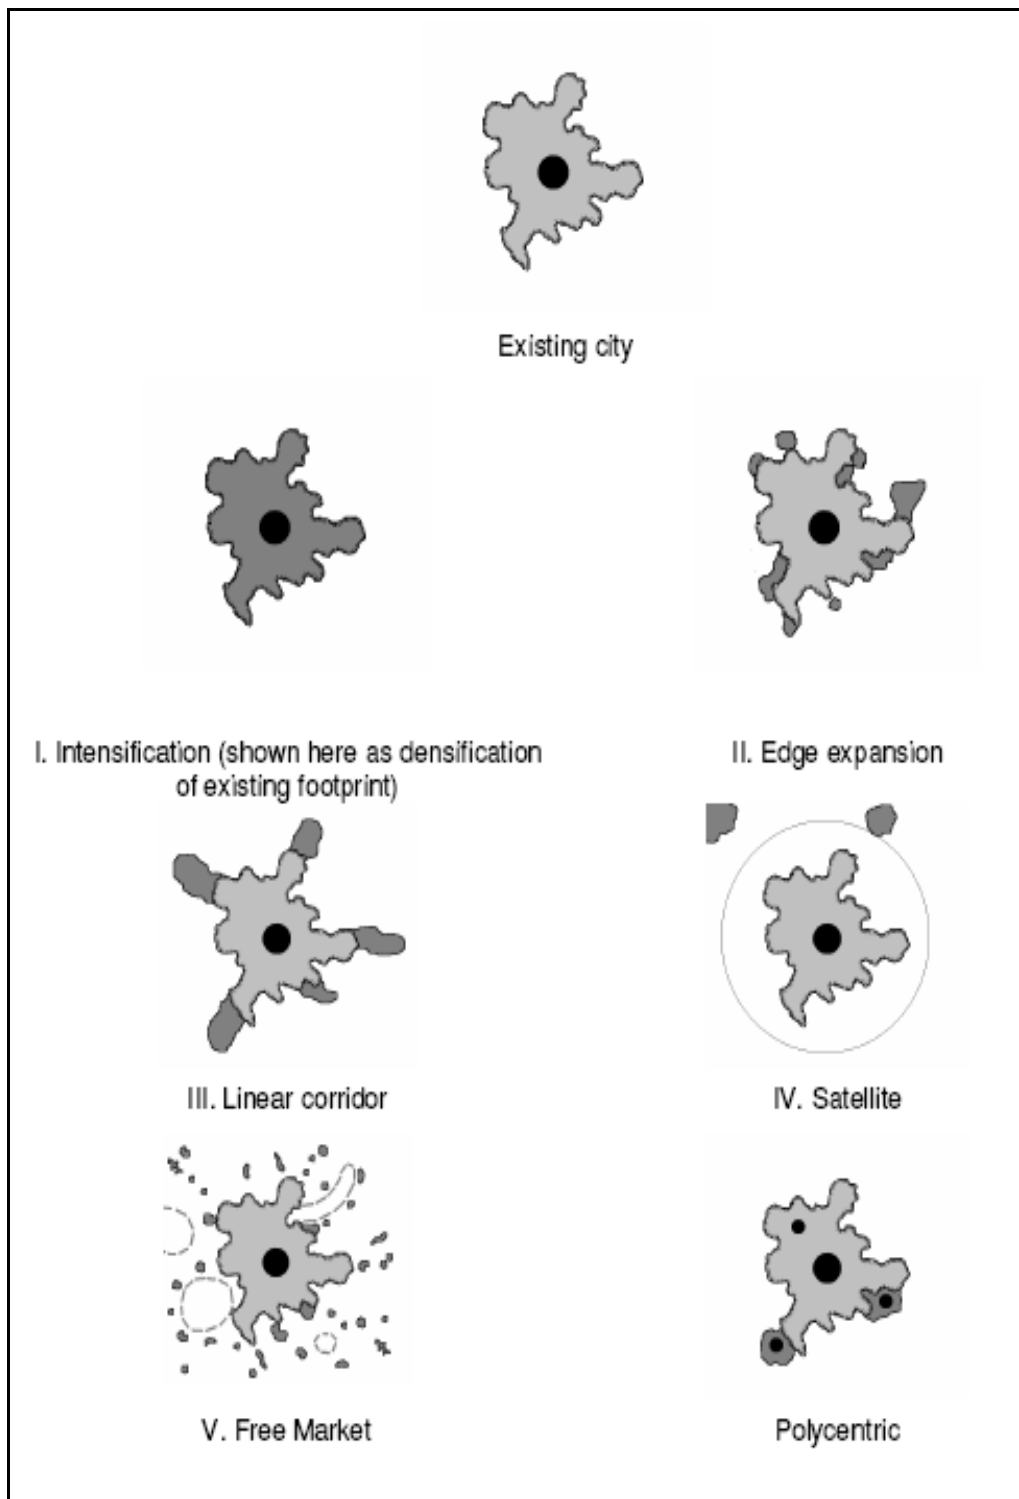 Existing city
I. Intensification (shown here as densification
of existing footprint)
II. Edge expansion
III. Linear corridor
IV. Satellite
V. Free Market
Polycentric